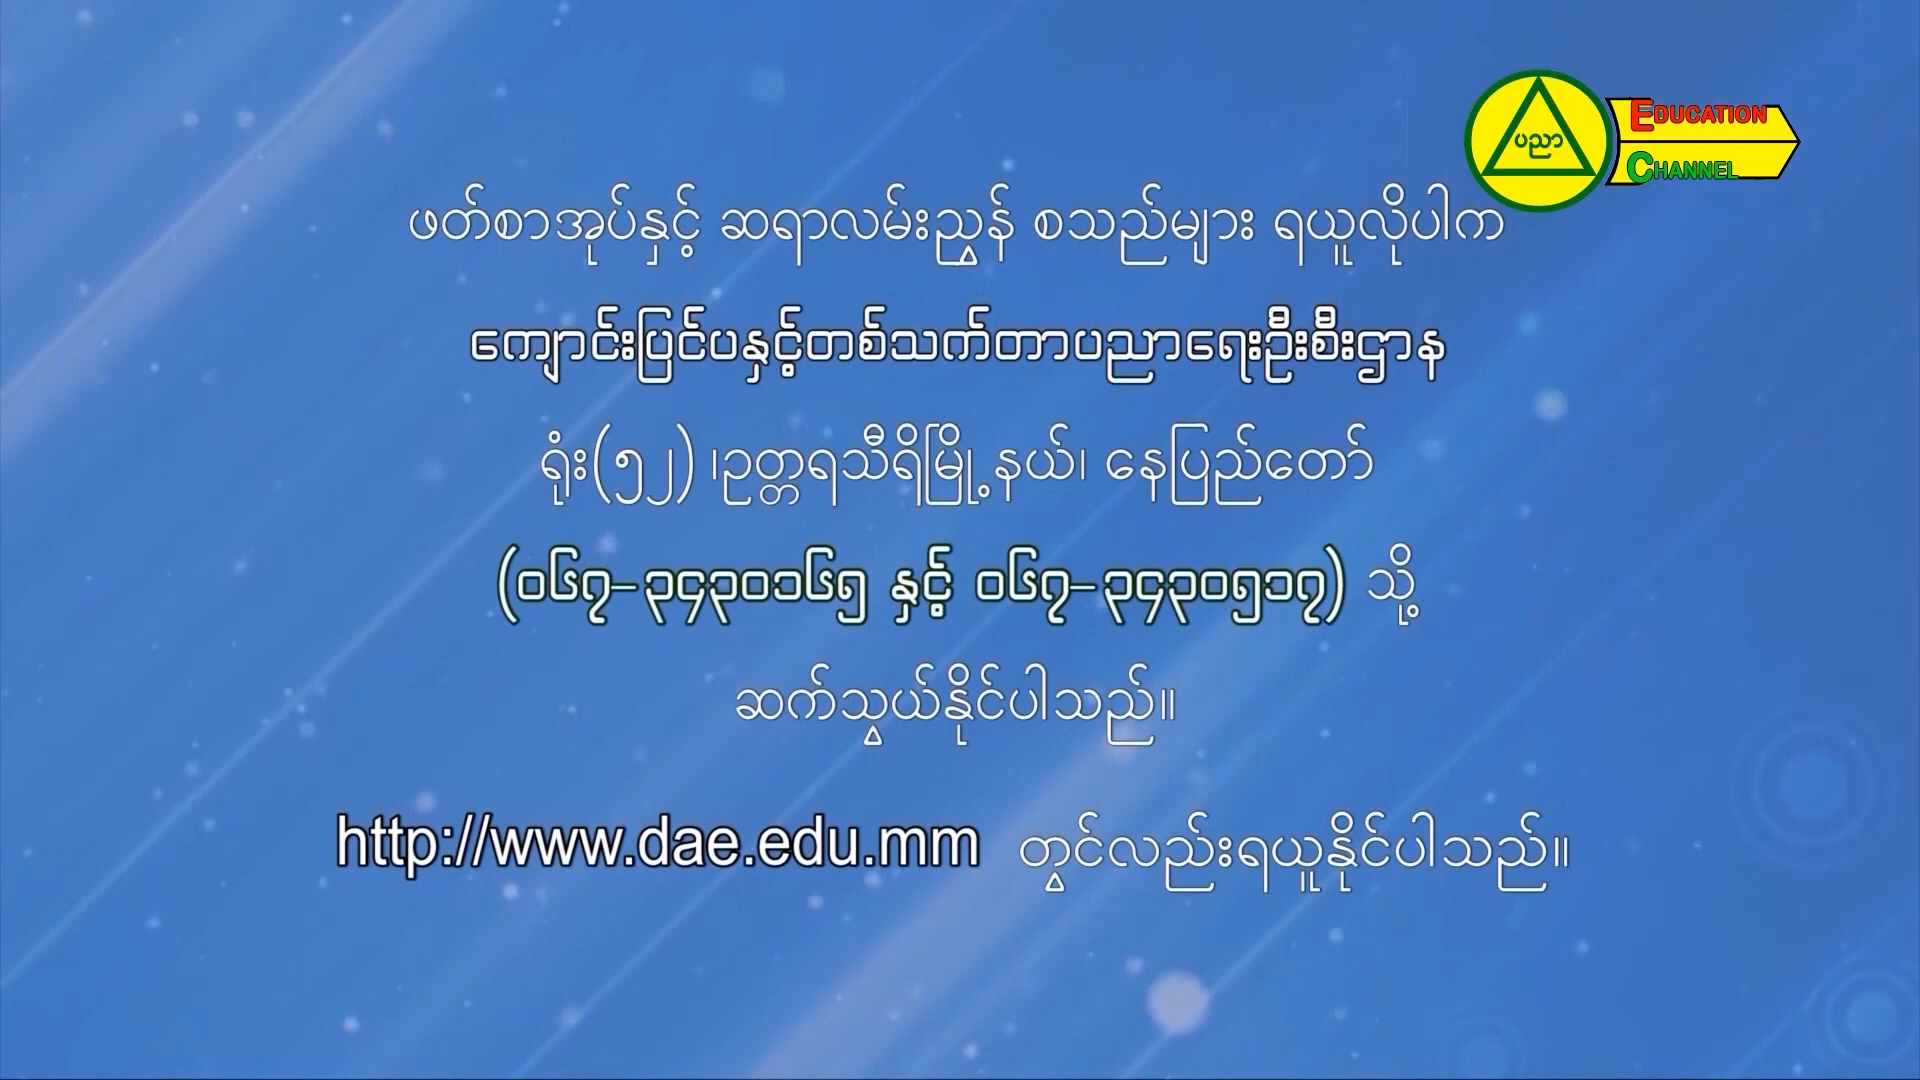 ပညာ
EDUCATION
CHANNEL
ဖတ်စာအုပ်နှင့် ဆရာလမ်းညွှန် စသည်များ ရယူလိုပါက
ကျောင်းပြင်ပနှင့်တစ်သက်တာပညာရေးဦးစီးဌာန
ရုံး(၅၂) ၊ဥတ္တရသီရိမြို့နယ်၊ နေပြည်တော်
(၀၆၇-၃၄၃၀၁၆၅ နှင့် ၀၆၇-၃၄၃၀၅၁၇) သို့
ဆက်သွယ်နိုင်ပါသည်။
http://www.dae.edu.mm တွင်လည်းရယူနိုင်ပါသည်။